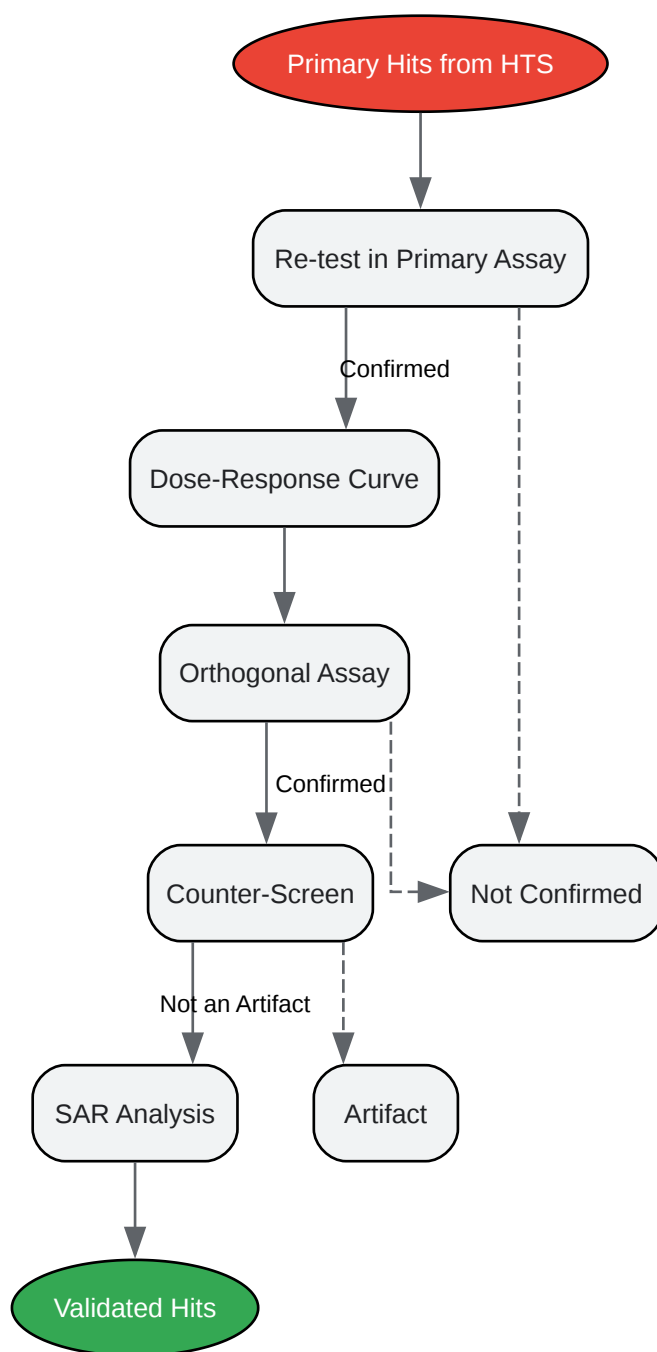 Primary Hits from HTS
Re-test in Primary Assay
Confirmed
Dose-Response Curve
Orthogonal Assay
Confirmed
Counter-Screen
Not Confirmed
Not an Artifact
SAR Analysis
Artifact
Validated Hits